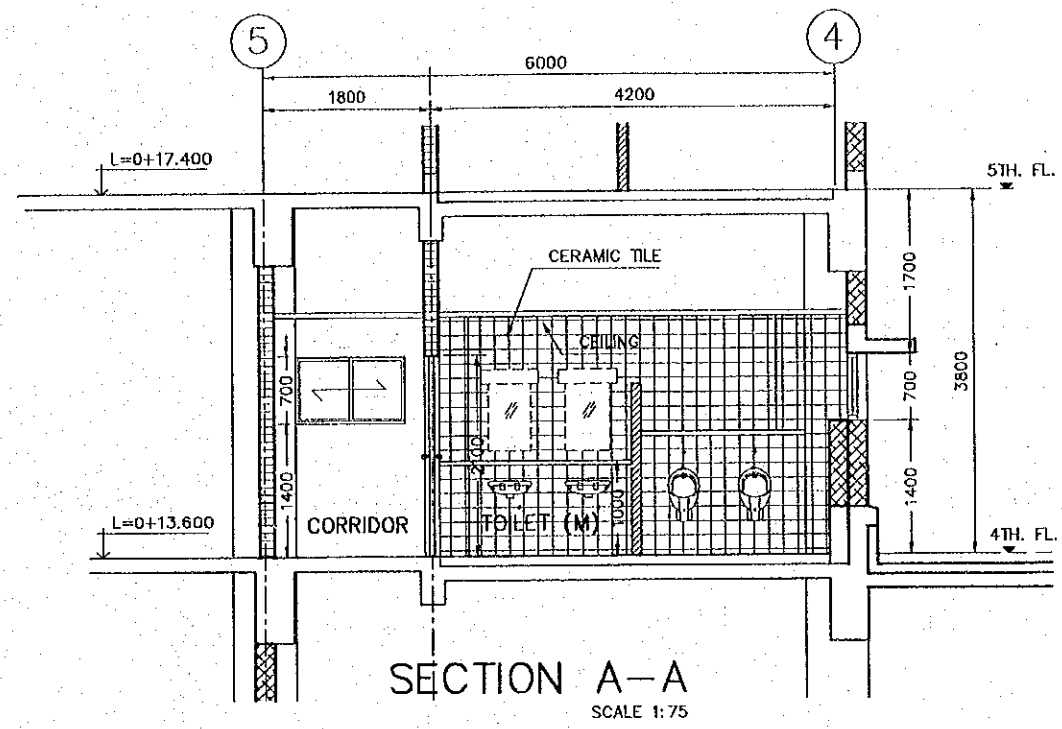 5
4
6000
1800
4200
L=0+17.400
5TH. FL.
CERAMIC TILE
1700
CEILING
700
2100
700
3800
1400
1000
1400
L=0+13.600
CORRIDOR
TOILET (M)
4TH. FL.
SECTION A-A
SCALE 1:75